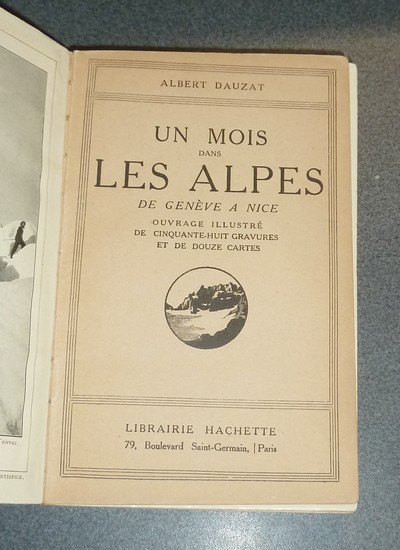 ALBERT DAUZAT
UN MOIS
DANS
LES ALPES
DE GENÈVE A NICE
OUVRAGE ILLUSTRÉ
DE CINQUANTE-HUIT GRAVURES
ET DE DOUZE CARTES
LIBRAIRIE HACHETTE
79, Boulevard Saint-Germain, Paris